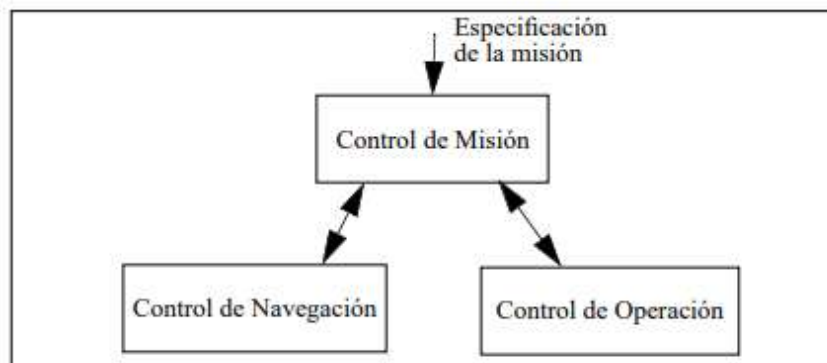 Especificación
de la misión
Control de Misión
Control de Navegación
Control de Operación